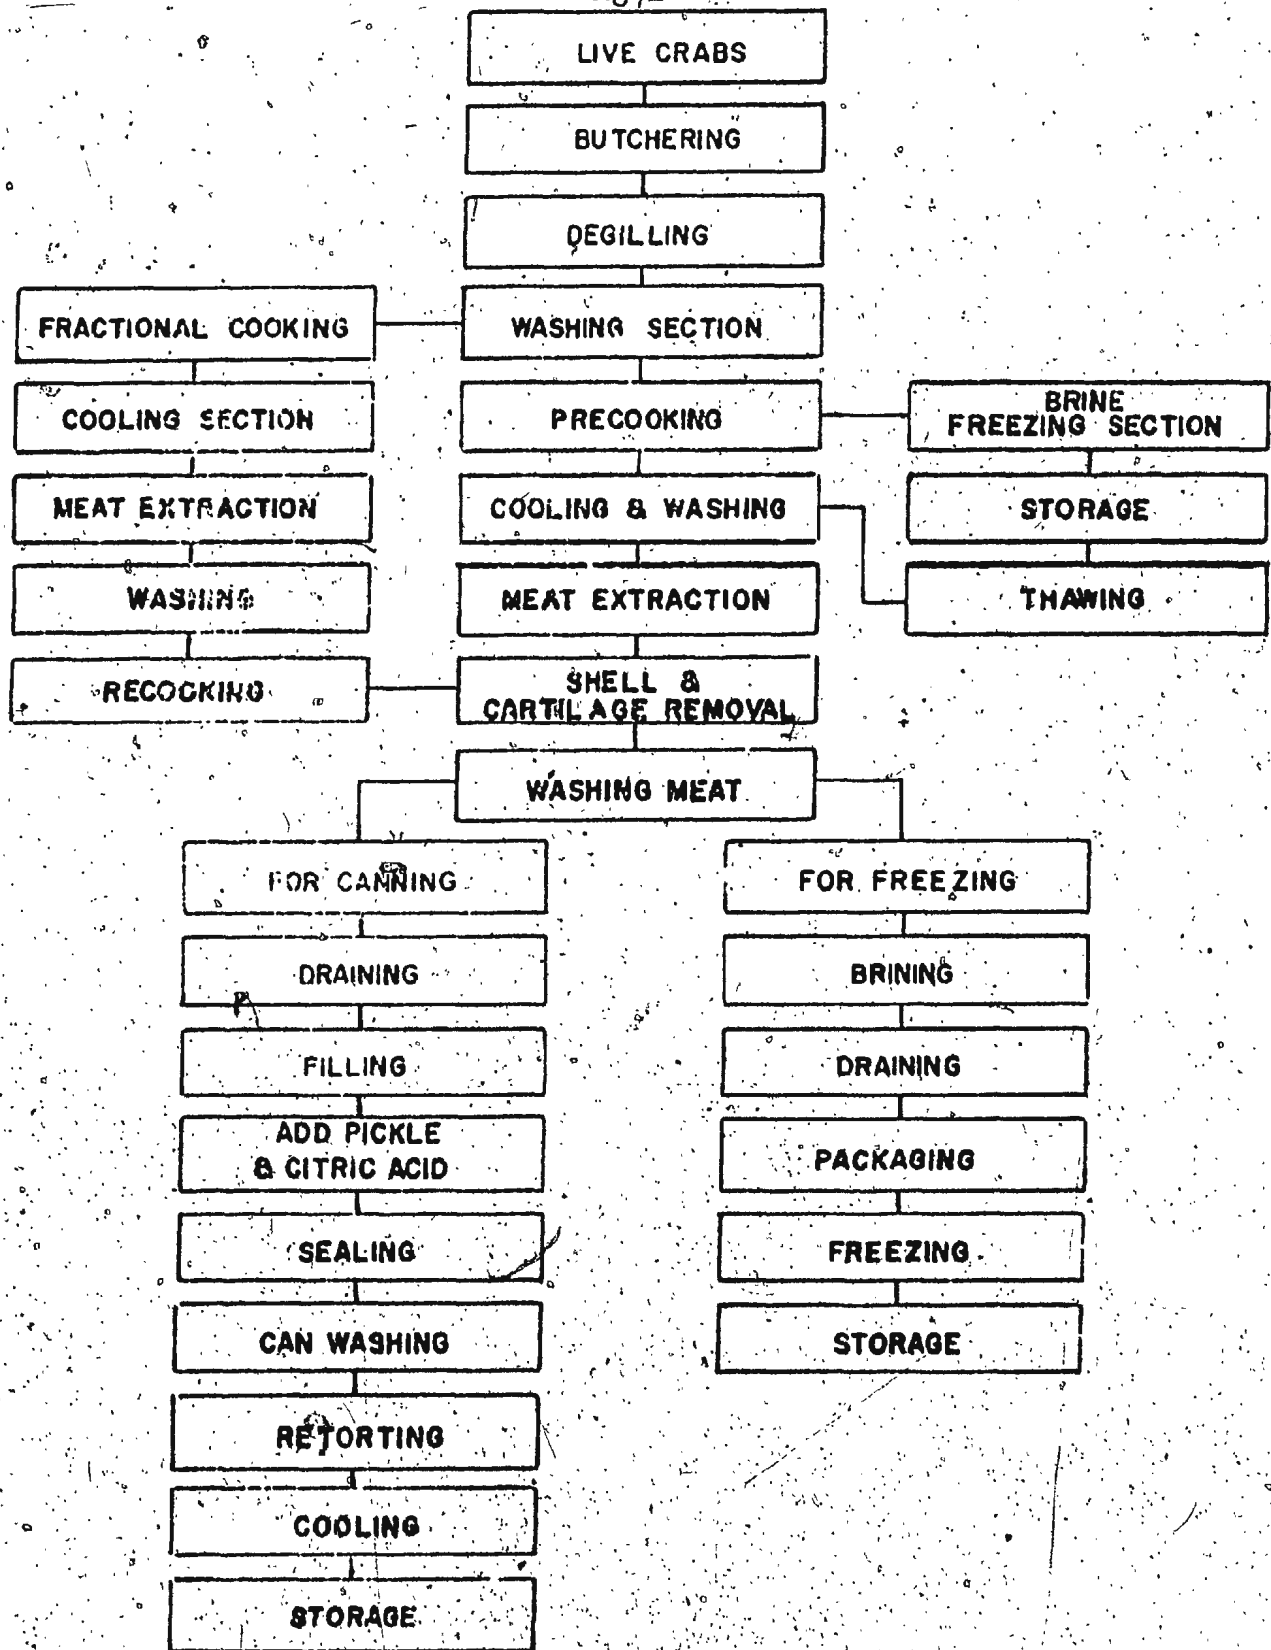 LIVE CRABS
BUTCHERING
DEGILLING
FRACTIONAL COOKING
WASHING SECTION
COOLING SECTION
PRECOOKING
BRINE
FREEZING SECTION
MEAT EXTRACTION
COOLING & WASHING
STORAGE
WASHING
MEAT EXTRACTION
THAWING
RECOOKING
SHELL &
CARTILAGE REMOVAL
WASHING MEAT
FOR CANNING
FOR FREEZING
DRAINING
BRINING
FILLING
DRAINING
ADD PICKLE
& CITRIC ACID
PACKAGING
SEALING
FREEZING
CAN WASHING
STORAGE
RETORTING
COOLING
STORAGE